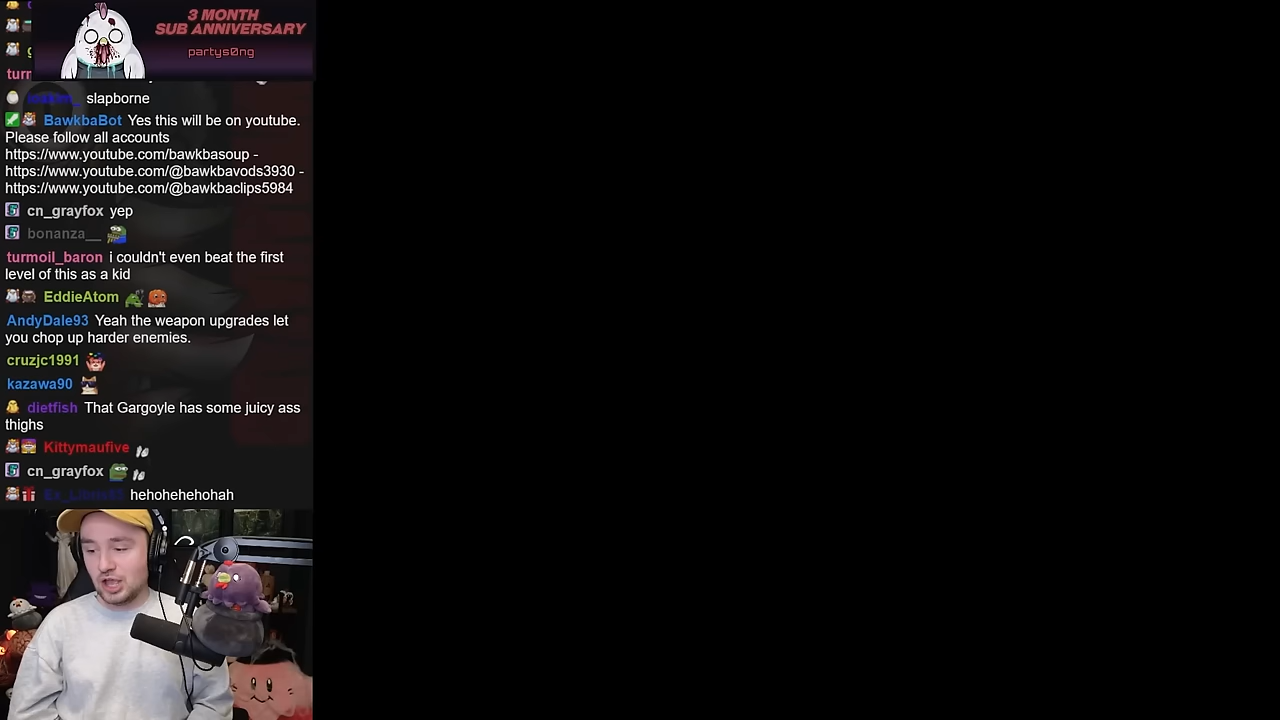 3 MONTH
SUB ANNIVERSARY
partys0ng
turm
slapborne
BawkbaBot Yes this will be on youtube.
Please follow all accounts
https://www.youtube.com/bawkbasoup -
https://www.youtube.com/@bawkbavods3930 -
https://www.youtube.com/@bawkbaclips5984
cn_grayfox yep
bonanza__
turmoil_baron i couldn't even beat the first
level of this as a kid
EddieAtom
AndyDale93 Yeah the weapon upgrades let
you chop up harder enemies.
cruzjc1991
kazawa90
dietfish That Gargoyle has some juicy ass
thighs
Kittymaufive
cn_grayfox
hehohehehohah